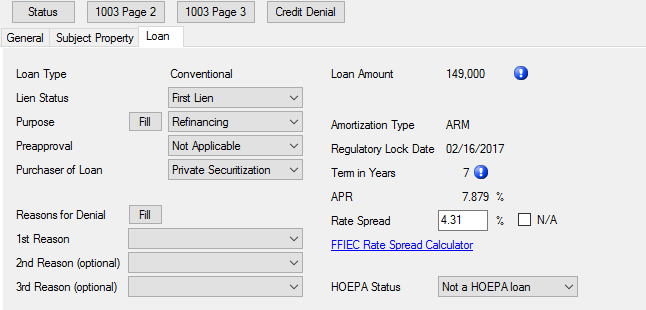 Status 1003 Page 2 1003 Page 3 Credit Denial
General Subject Property Loan
Loan Type Conventional Loan Amount 149,000
Lien Status First Lien
Purpose Fill Refinancing Amortization Type ARM
Preapproval Not Applicable Regulatory Lock Date 02/16/2017
Purchaser of Loan Private Securitization Term in Years 7
APR 7.879 %
Reasons for Denial Fill Rate Spread 4.31 % N/A
1st Reason FFIEC Rate Spread Calculator
2nd Reason (optional)
3rd Reason (optional) HOEPA Status Not a HOEPA loan